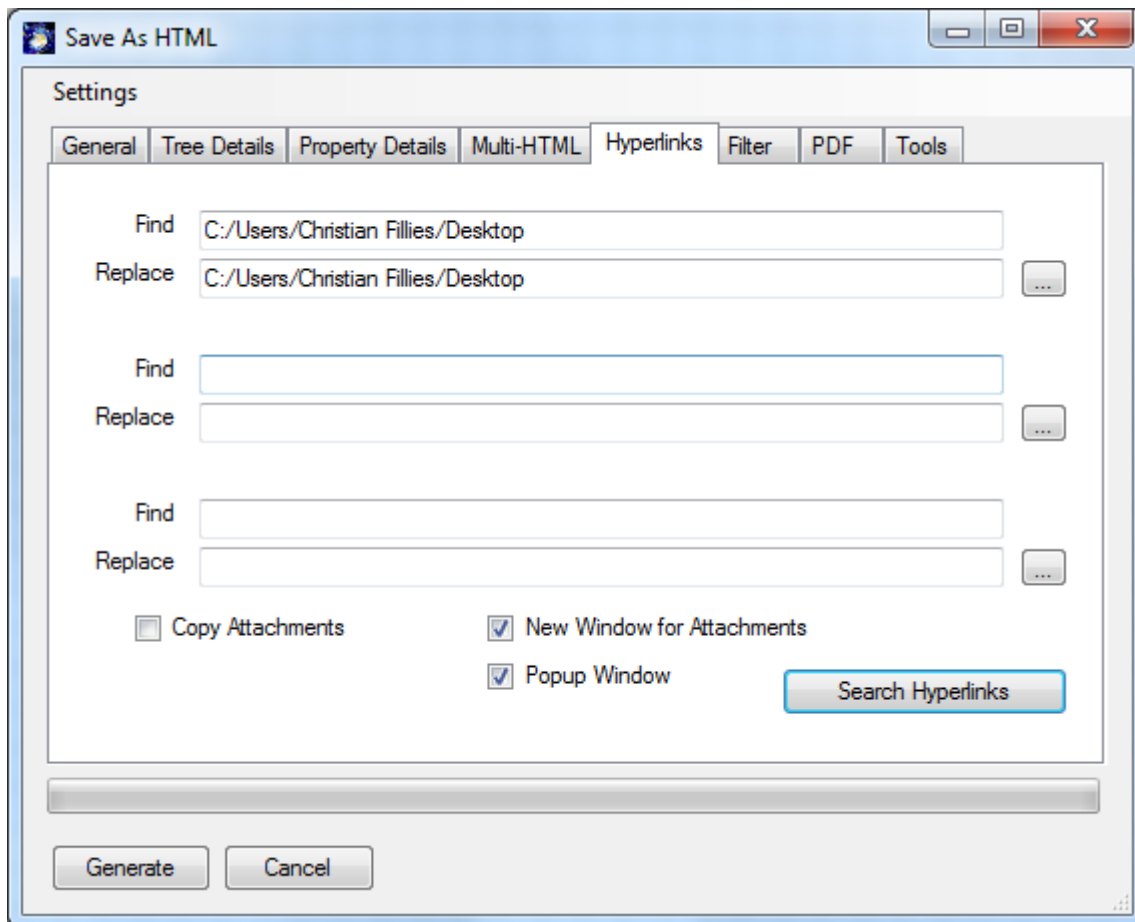 Save As HTML
Settings
General Tree Details Property Details Multi-HTML Hyperlinks Filter PDF Tools
Find C:/Users/Christian Fillies/Desktop
Replace C:/Users/Christian Fillies/Desktop ...
Find
Replace ...
Find
Replace ...
Copy Attachments New Window for Attachments
Popup Window Search Hyperlinks
Generate Cancel